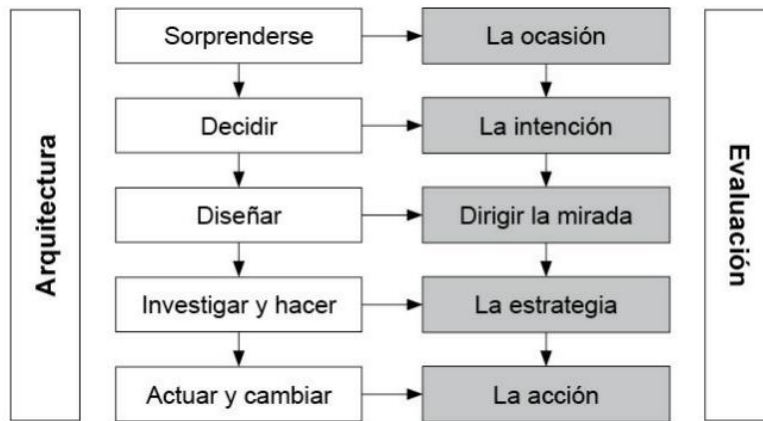 Arquitectura
Sorprenderse
La ocasión
Decidir
La intención
Diseñar
Dirigir la mirada
Investigar y hacer
La estrategia
Actuar y cambiar
La acción
Evaluación